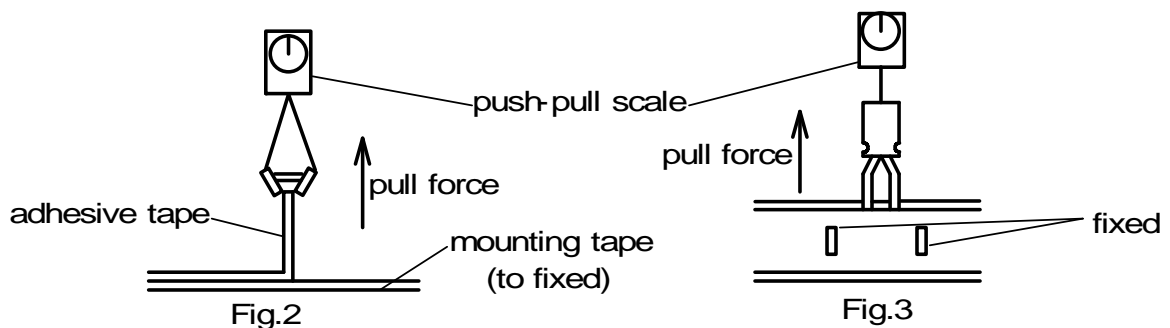 push-pull scale
pull force
pull force
adhesive tape
mounting tape
(to fixed)
fixed
Fig.2
Fig.3